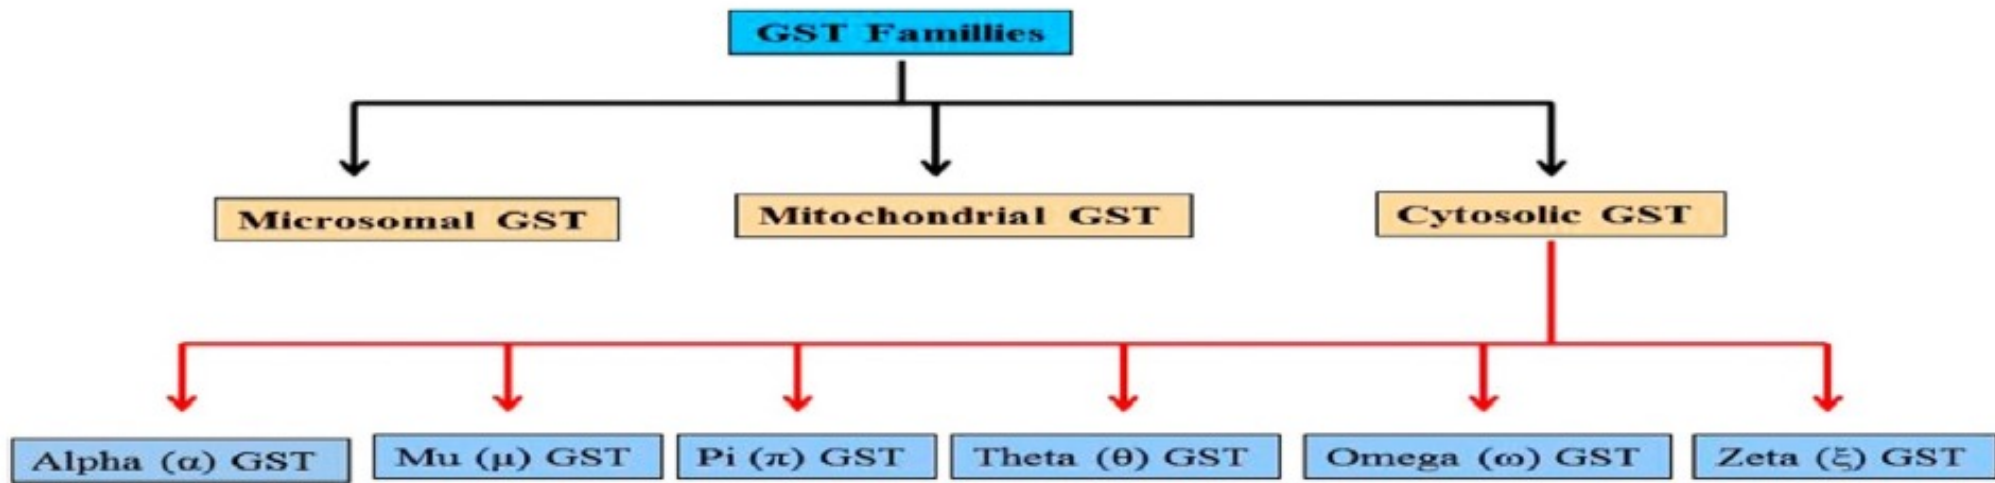 GST Famillies
Microsomal GST
Mitochondrial GST
Cytosolic GST
Alpha (α) GST
Mu (μ) GST
Pi (π) GST
Theta (θ) GST
Omega (ω) GST
Zeta (ξ) GST